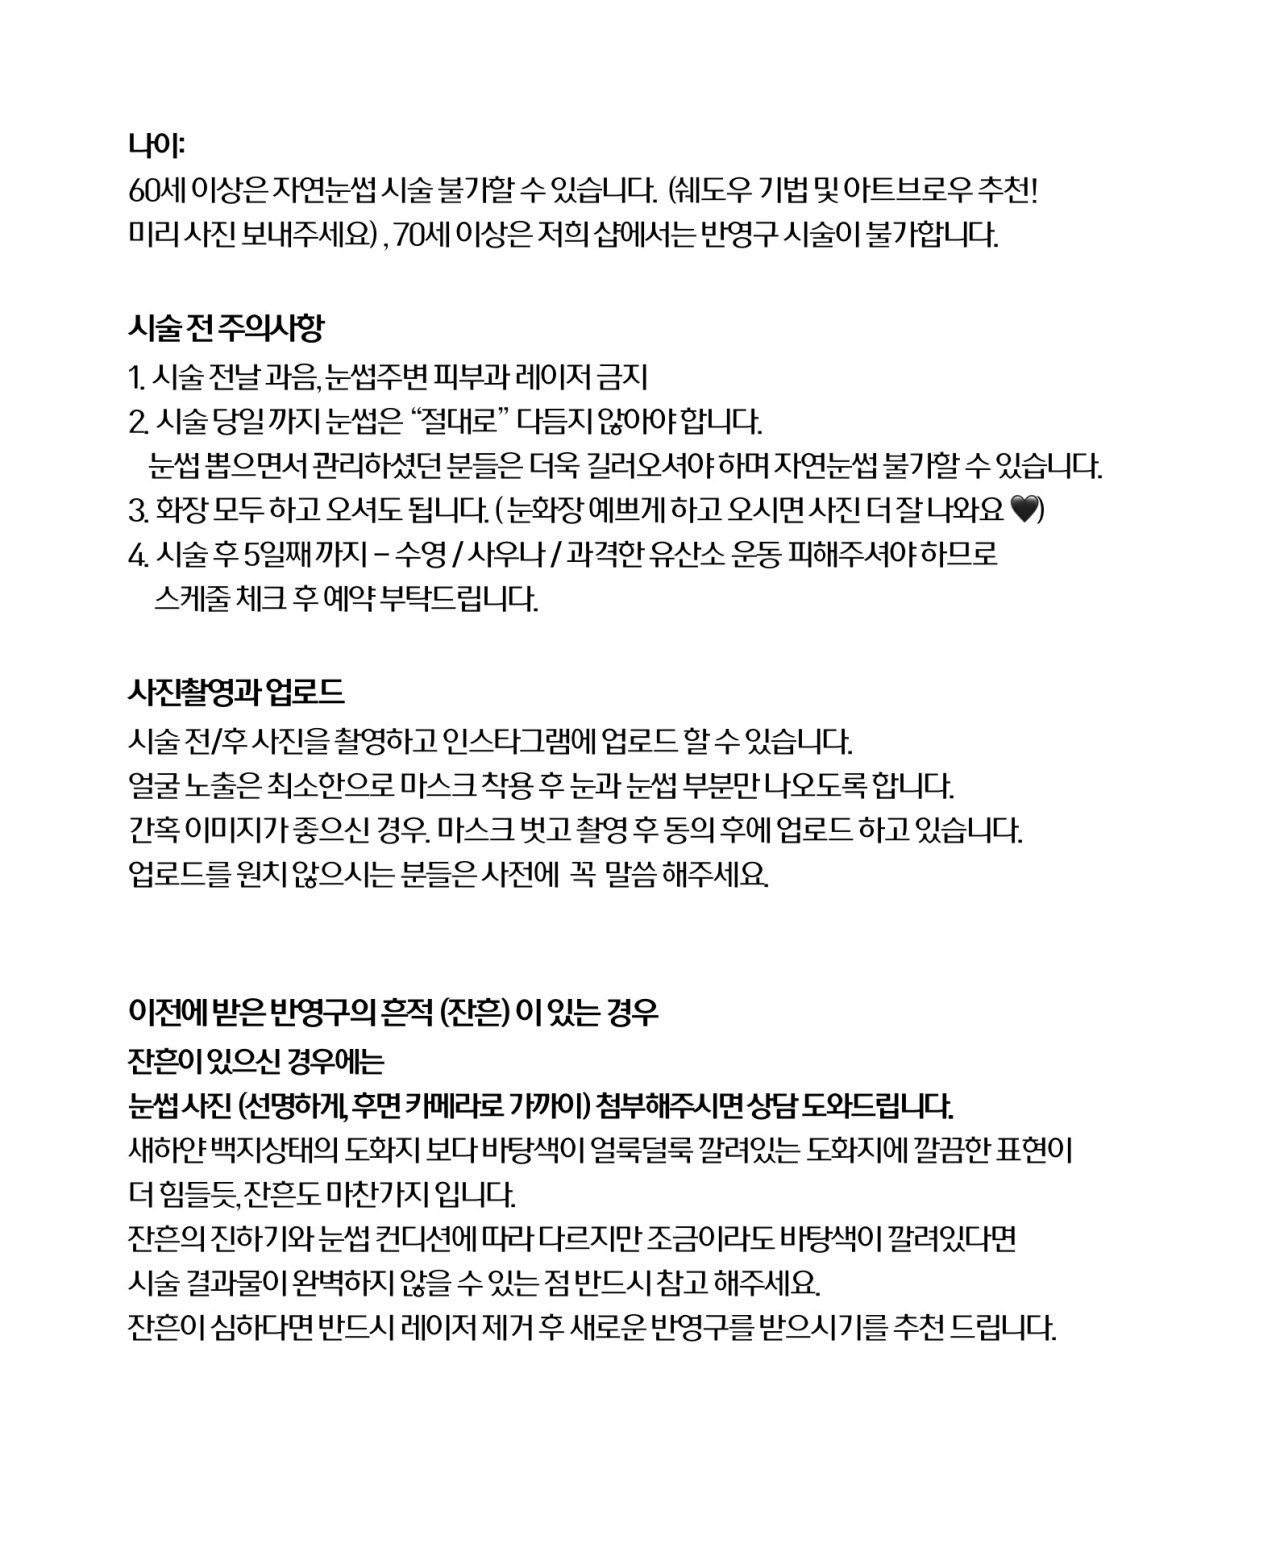 나이:
60세 이상은 자연눈썹 시술 불가할 수 있습니다. (쉐도우 기법 및 아트브로우 추천!
미리 사진 보내주세요) , 70세 이상은 저희 샵에서는 반영구 시술이 불가합니다.
시술 전 주의사항
1. 시술 전날 과음, 눈썹주변 피부과 레이저 금지
2. 시술 당일 까지 눈썹은 “절대로” 다듬지 않아야 합니다.
눈썹 뽑으면서 관리하셨던 분들은 더욱 길러오셔야 하며 자연눈썹 불가할 수 있습니다.
3. 화장 모두 하고 오셔도 됩니다. ( 눈화장 예쁘게 하고 오시면 사진 더 잘 나와요 🖤)
4. 시술 후 5일째 까지 – 수영 / 사우나 / 과격한 유산소 운동 피해주셔야 하므로
스케줄 체크 후 예약 부탁드립니다.
사진촬영과 업로드
시술 전/후 사진을 촬영하고 인스타그램에 업로드 할 수 있습니다.
얼굴 노출은 최소한으로 마스크 착용 후 눈과 눈썹 부분만 나오도록 합니다.
간혹 이미지가 좋으신 경우. 마스크 벗고 촬영 후 동의 후에 업로드 하고 있습니다.
업로드를 원치 않으시는 분들은 사전에 꼭 말씀 해주세요.
이전에 받은 반영구의 흔적 (잔흔) 이 있는 경우
잔흔이 있으신 경우에는
눈썹 사진 (선명하게, 후면 카메라로 가까이) 첨부해주시면 상담 도와드립니다.
새하얀 백지상태의 도화지 보다 바탕색이 얼룩덜룩 깔려있는 도화지에 깔끔한 표현이
더 힘들듯, 잔흔도 마찬가지 입니다.
잔흔의 진하기와 눈썹 컨디션에 따라 다르지만 조금이라도 바탕색이 깔려있다면
시술 결과물이 완벽하지 않을 수 있는 점 반드시 참고 해주세요.
잔흔이 심하다면 반드시 레이저 제거 후 새로운 반영구를 받으시기를 추천 드립니다.